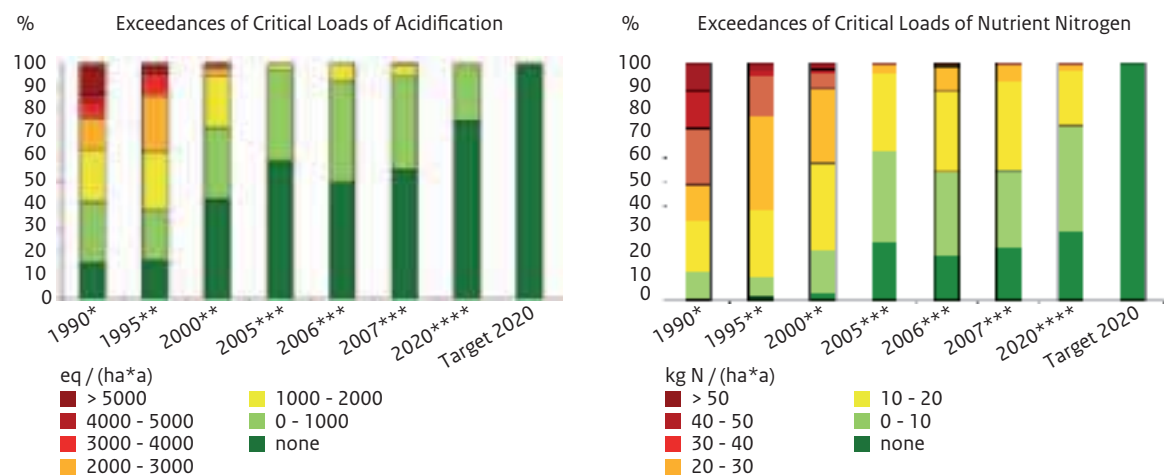 % Exceedances of Critical Loads of Acidification
100
90
80
70
60
50
40
30
20
10
0
1990* 1995** 2000** 2005*** 2006*** 2007*** 2020**** Target 2020
eq / (ha*a)
> 5000
4000 - 5000
3000 - 4000
2000 - 3000
1000 - 2000
0 - 1000
none
% Exceedances of Critical Loads of Nutrient Nitrogen
100
90
80
70
60
50
40
30
20
10
0
1990* 1995** 2000** 2005*** 2006*** 2007*** 2020**** Target 2020
kg N / (ha*a)
> 50
40 - 50
30 - 40
20 - 30
10 - 20
0 - 10
none